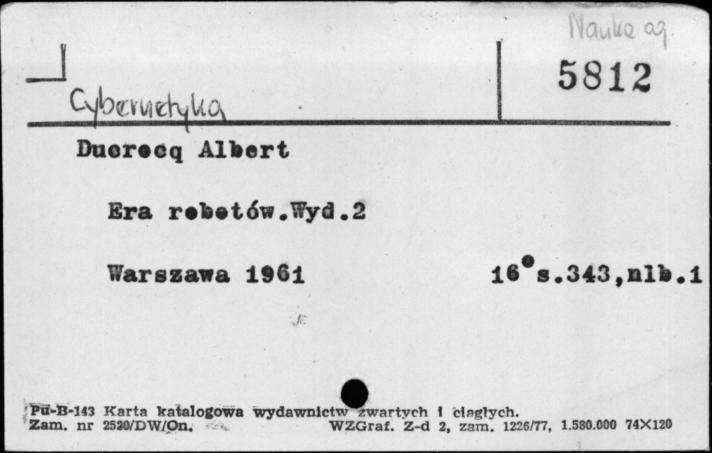 Nauka og.
5812
Cybernetyka
Ducrocq Albert
Era robotów.Wyd.2
Warszawa 1961 16°s.343,nlb.1
Pu-B-143 Karta katalogowa wydawnictw zwartych i ciągłych.
Zam. nr 2520/DW/On. WZGraf. Z-d 2, zam. 1226/77, 1.580.000 74X120